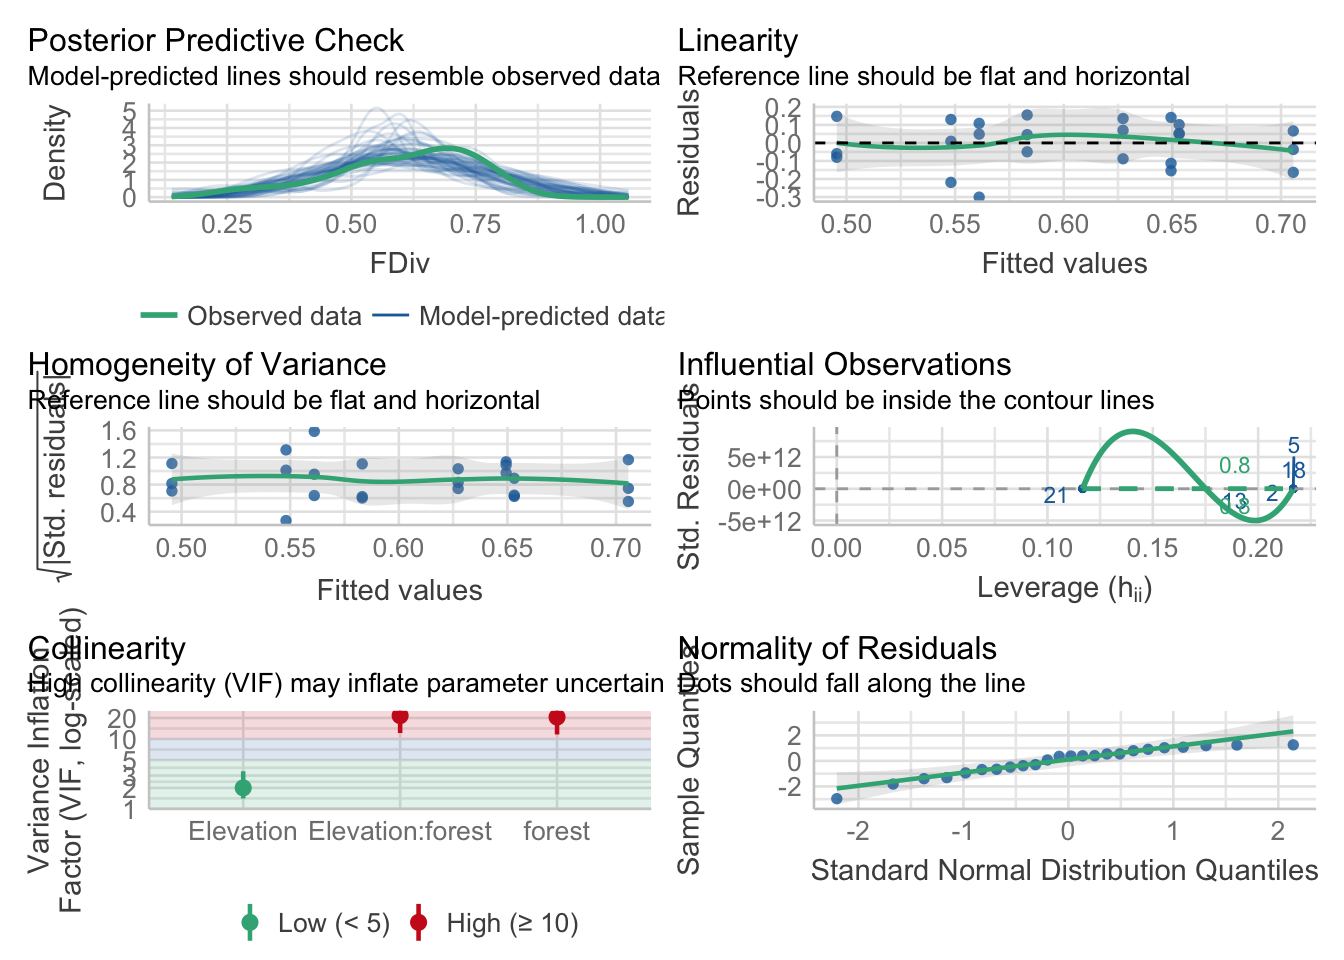 Posterior Predictive Check
Model-predicted lines should resemble observed data
Density
5
4
3
2
1
0
0.25 0.50 0.75 1.00
FDiv
Observed data Model-predicted data
Linearity
Reference line should be flat and horizontal
Residuals
0.2
0.1
0.0
-0.1
-0.2
-0.3
0.50 0.55 0.60 0.65 0.70
Fitted values
Homogeneity of Variance
Reference line should be flat and horizontal
√|Std. residuals|
1.6
1.2
0.8
0.4
0.50 0.55 0.60 0.65 0.70
Fitted values
Influential Observations
Points should be inside the contour lines
Std. Residuals
5e+12
0e+00
-5e+12
21
0.8
5
18
2
13
0.8
0.00 0.05 0.10 0.15 0.20
Leverage (hii)
Collinearity
High collinearity (VIF) may inflate parameter uncertain
Variance Inflation
Factor (VIF, log-scaled)
20
10
5
3
2
1
Elevation Elevation:forest forest
Low (< 5) High (≥ 10)
Normality of Residuals
Dots should fall along the line
Sample Quantiles
2
0
-2
-2 -1 0 1 2
Standard Normal Distribution Quantiles